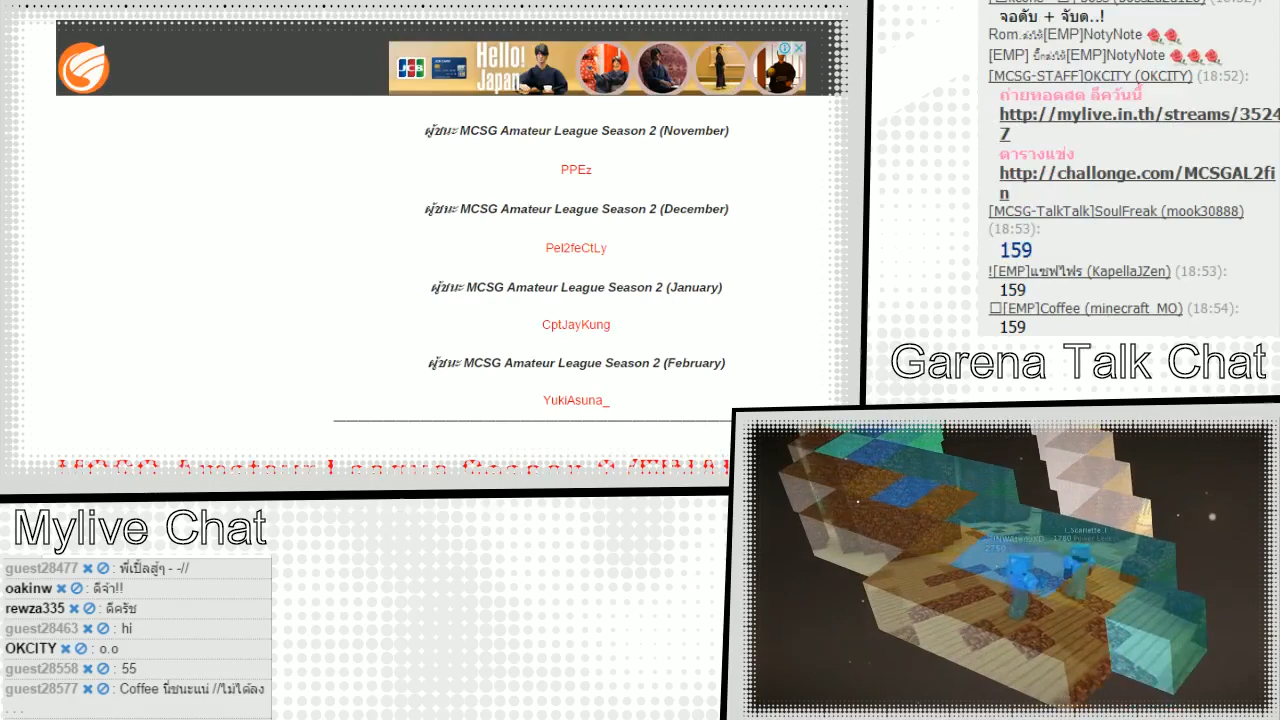 Hello!
Japan
JCB
ผู้ชนะ MCSG Amateur League Season 2 (November)
PPEz
ผู้ชนะ MCSG Amateur League Season 2 (December)
Pel2feCtLy
ผู้ชนะ MCSG Amateur League Season 2 (January)
CptJayKung
ผู้ชนะ MCSG Amateur League Season 2 (February)
YukiAsuna_
จอดับ + จับด..!
[EMP]NotyNote
[EMP]
[EMP]NotyNote
[MCSG-STAFF]OKCITY (OKCITY) (18:52):
ถ่ายทอดสด ล็ควันนี้
http://mylive.in.th/streams/3524
7
ตารางแข่ง
http://challonge.com/MCSGAL2fi
n
[MCSG-TalkTalk]SoulFreak (mook30888)
(18:53):
159
![EMP]แชฟไฟร (KapellaJZen) (18:53):
159
[EMP]Coffee (minecraft_MO) (18:54):
159
Garena Talk Chat
Mylive Chat
guest28477 : พี่เปิ้ลสู่ๆ - -//
oakinw : ดีจ้า!!
rewza335 : ดีครัช
guest28463 : hi
OKCITY : o.o
guest28558 : 55
guest28577 : Coffee นี่ชนะแน่ //ไม่ได้ลง
. . .
I_Scarlette_I
1780 Power Level
2750